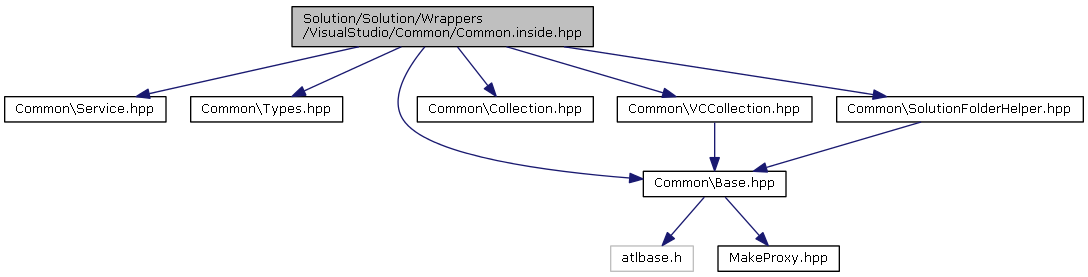 Solution/Solution/Wrappers
/VisualStudio/Common/Common.inside.hpp
Common\Service.hpp
Common\Types.hpp
Common\Collection.hpp
Common\VCCollection.hpp
Common\SolutionFolderHelper.hpp
Common\Base.hpp
atlbase.h
MakeProxy.hpp